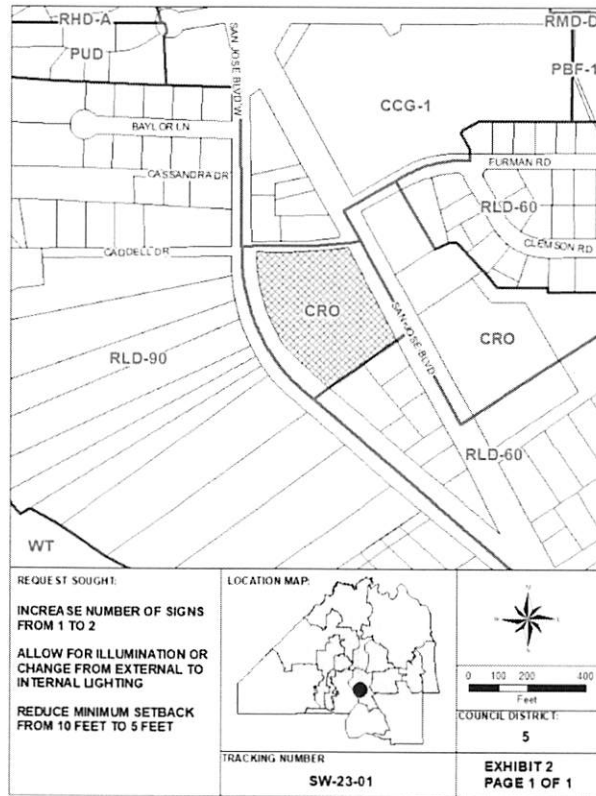 RHD-A
PUD
SAN JOSE BLVD W
RMD-D
PBF-1
CCG-1
BAYLOR LN
FURMAN RD
CASSANDRA DR
RLD-60
CLEMSON RD
CADDELL DR
CRO
SAN JOSE BLVD
CRO
RLD-90
RLD-60
WT
REQUEST SOUGHT:
INCREASE NUMBER OF SIGNS
FROM 1 TO 2
ALLOW FOR ILLUMINATION OR
CHANGE FROM EXTERNAL TO
INTERNAL LIGHTING
REDUCE MINIMUM SETBACK
FROM 10 FEET TO 5 FEET
LOCATION MAP:
N
W
E
S
0 100 200 400
Feet
COUNCIL DISTRICT:
5
TRACKING NUMBER
SW-23-01
EXHIBIT 2
PAGE 1 OF 1